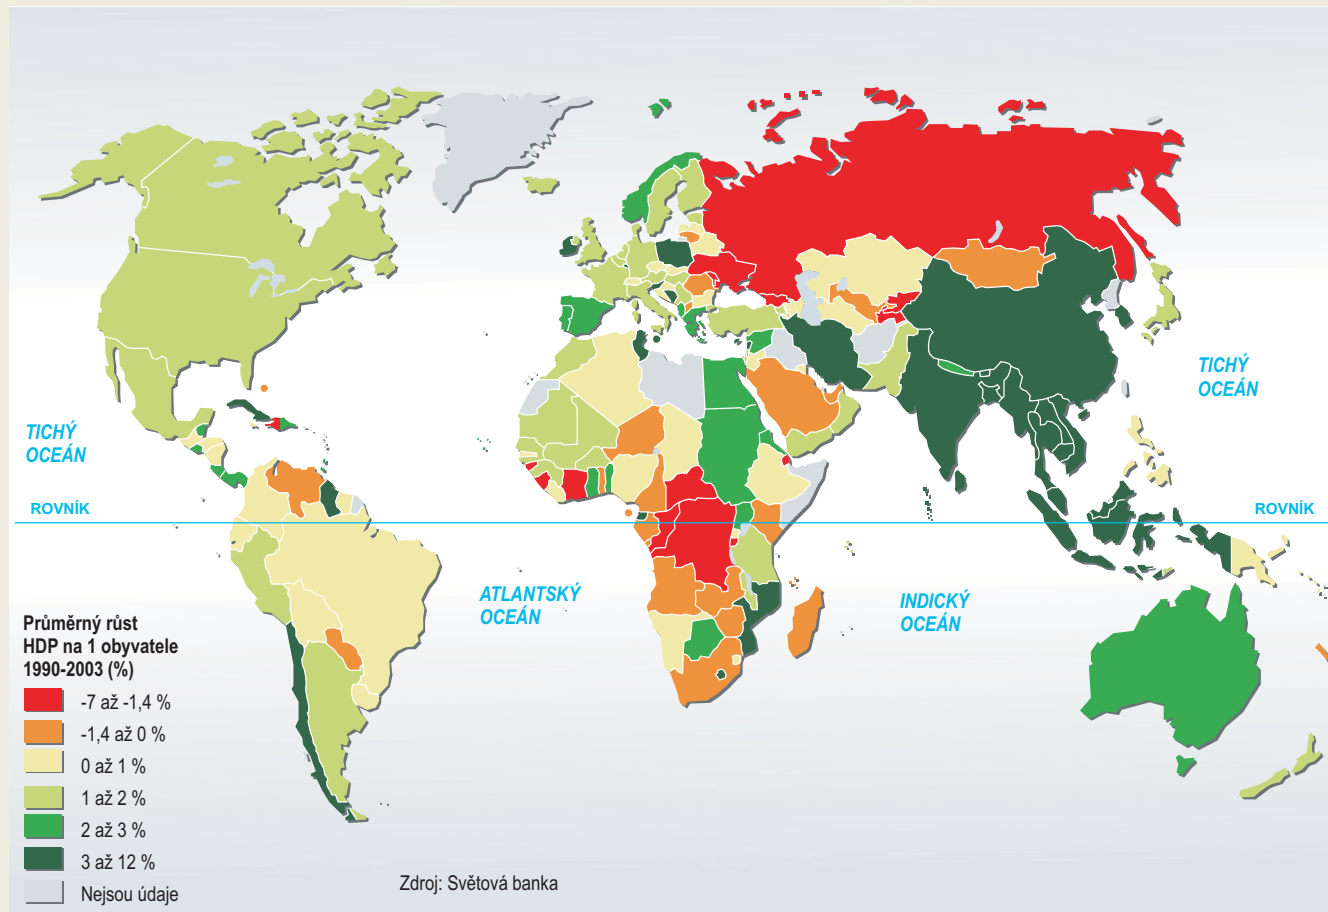 TICHÝ
OCEÁN
TICHÝ
OCEÁN
ROVNÍK
ROVNÍK
ATLANTSKÝ
OCEÁN
INDICKÝ
OCEÁN
Průměrný růst
HDP na 1 obyvatele
1990-2003 (%)
-7 až -1,4 %
-1,4 až 0 %
0 až 1 %
1 až 2 %
2 až 3 %
3 až 12 %
Nejsou údaje
Zdroj: Světová banka